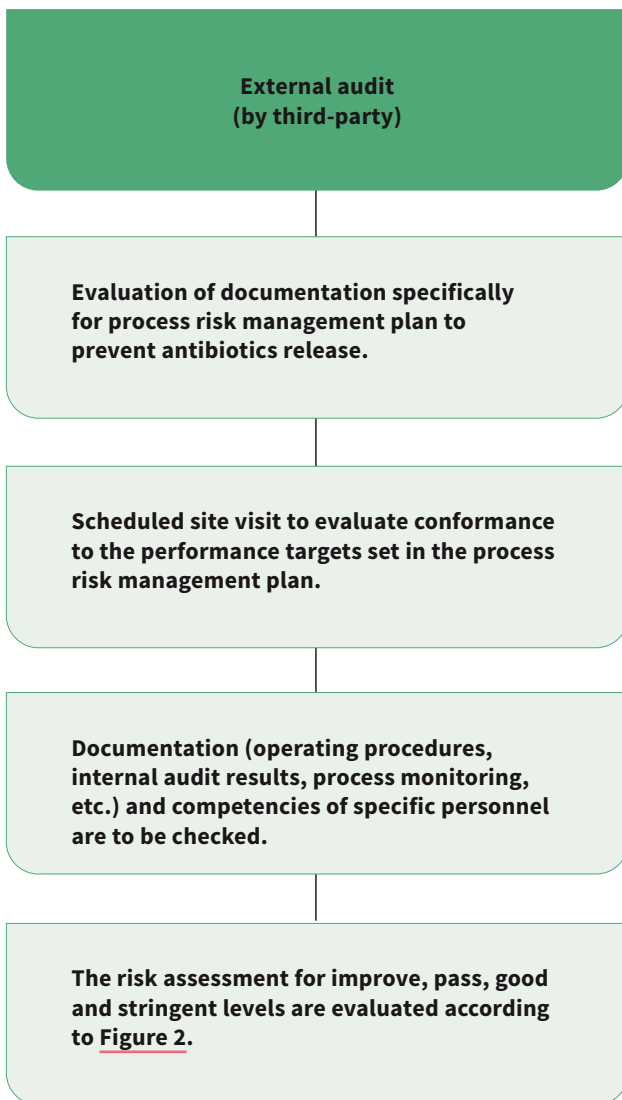 External audit
(by third-party)
Evaluation of documentation specifically
for process risk management plan to
prevent antibiotics release.
Scheduled site visit to evaluate conformance
to the performance targets set in the process
risk management plan.
Documentation (operating procedures,
internal audit results, process monitoring,
etc.) and competencies of specific personnel
are to be checked.
The risk assessment for improve, pass, good
and stringent levels are evaluated according
to Figure 2.